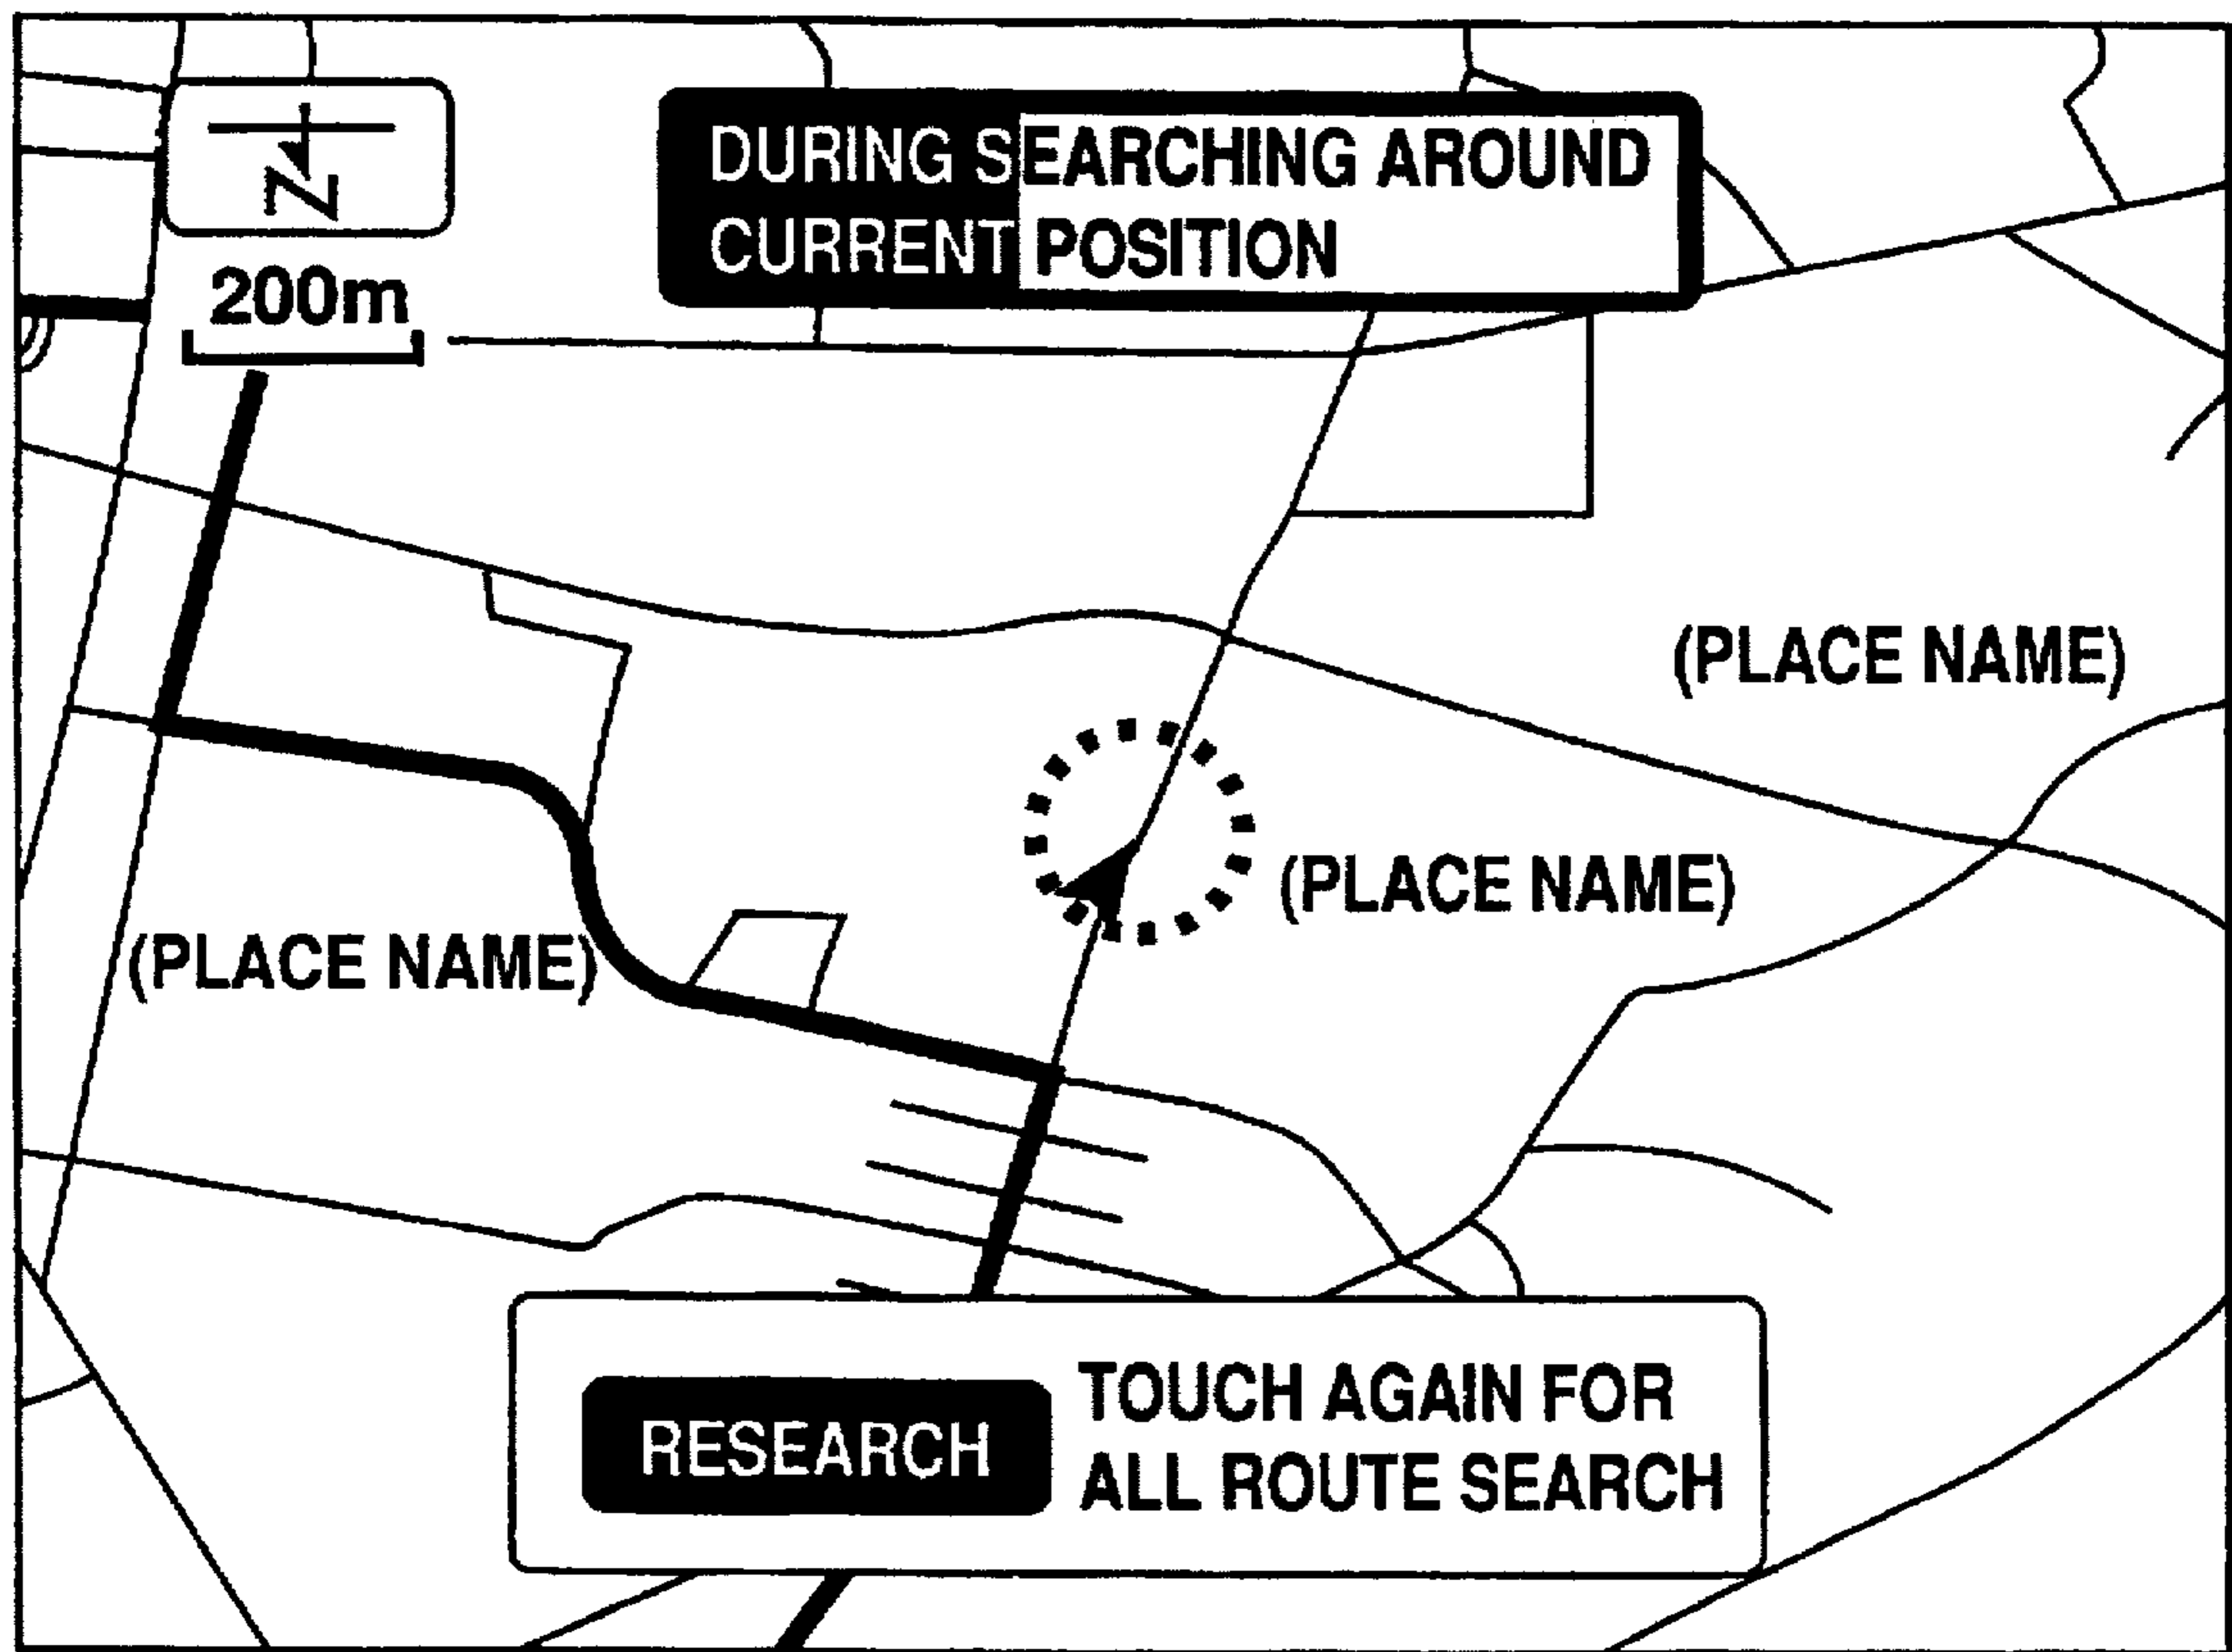 N
DURING SEARCHING AROUND
CURRENT POSITION
200m
(PLACE NAME)
(PLACE NAME)
(PLACE NAME)
RESEARCH
TOUCH AGAIN FOR
ALL ROUTE SEARCH